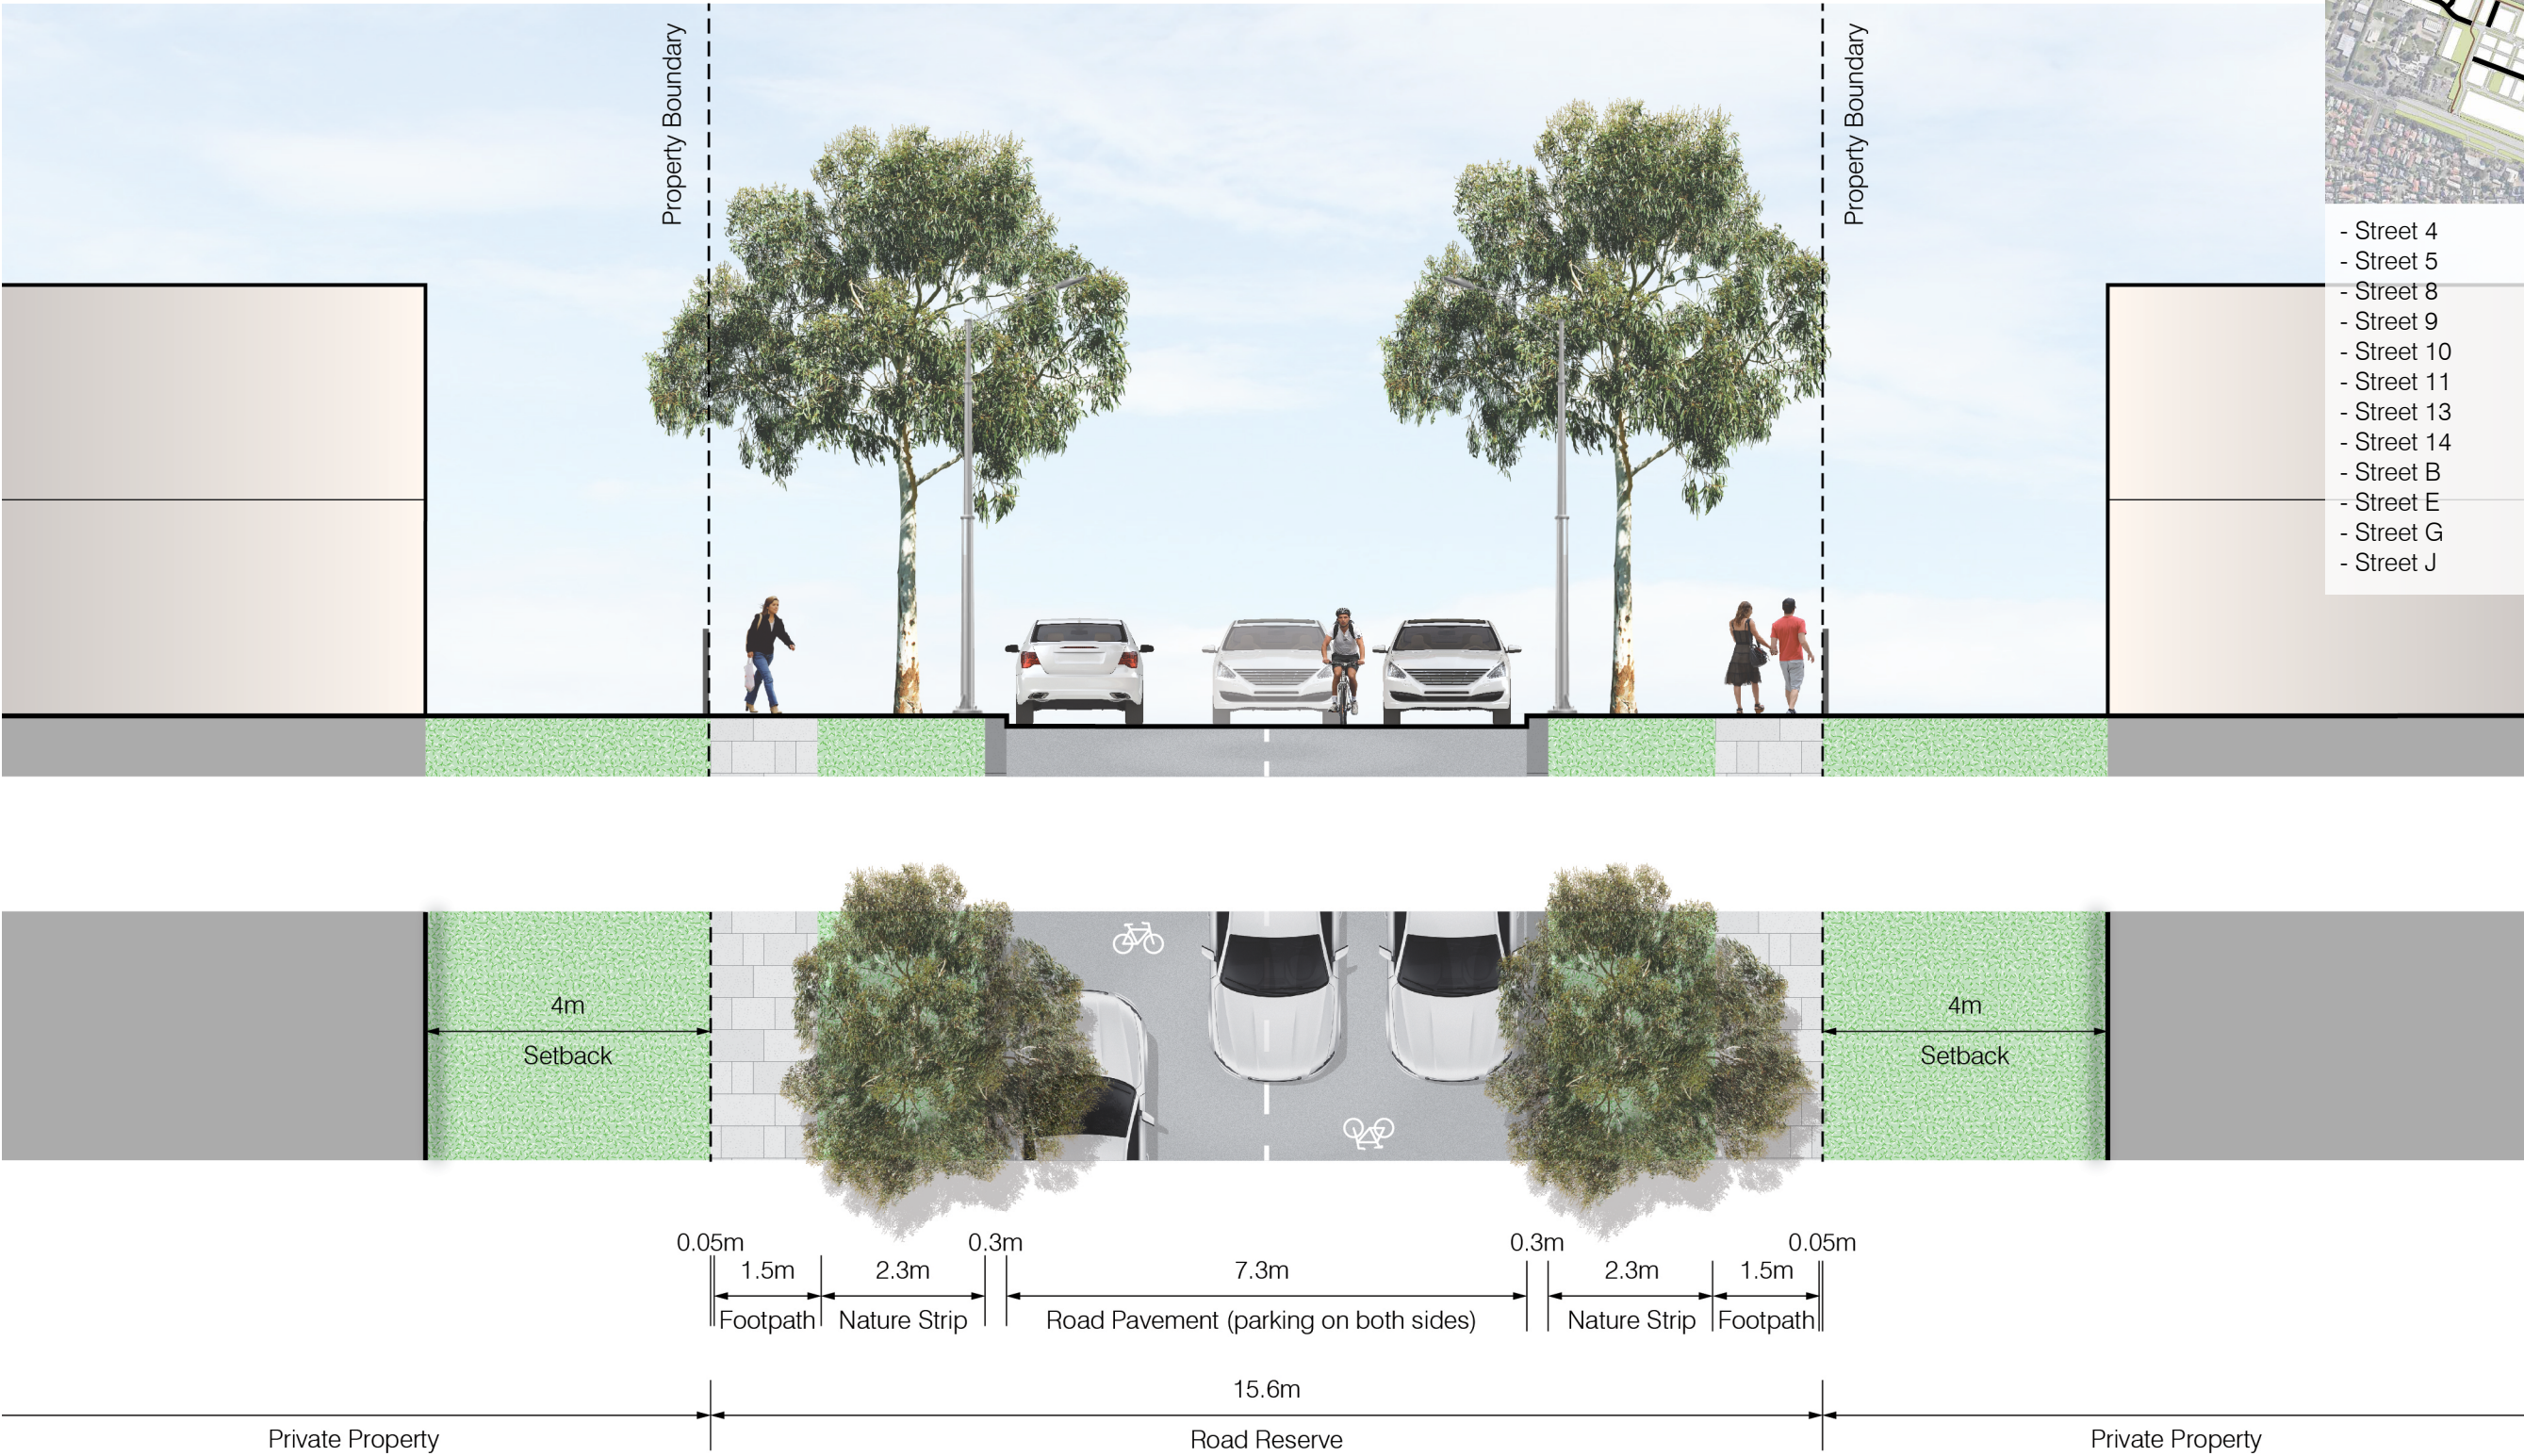 Property Boundary
Property Boundary
- Street 4
- Street 5
- Street 8
- Street 9
- Street 10
- Street 11
- Street 13
- Street 14
- Street B
- Street E
- Street G
- Street J
4m
Setback
4m
Setback
0.05m
0.3m
0.3m
0.05m
1.5m
2.3m
7.3m
2.3m
1.5m
Footpath
Nature Strip
Road Pavement (parking on both sides)
Nature Strip
Footpath
15.6m
Private Property
Road Reserve
Private Property